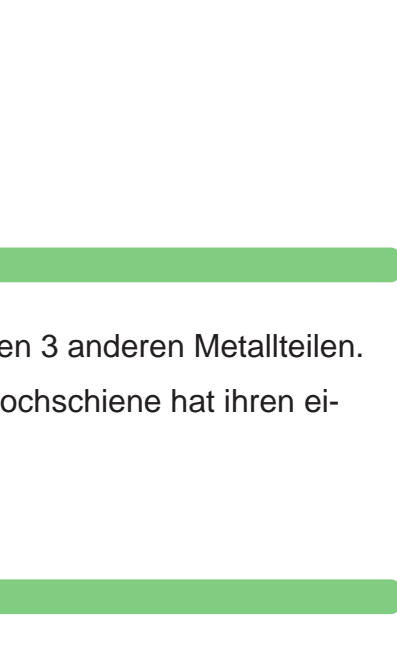 en 3 anderen Metallteilen.
ochschiene hat ihren ei-